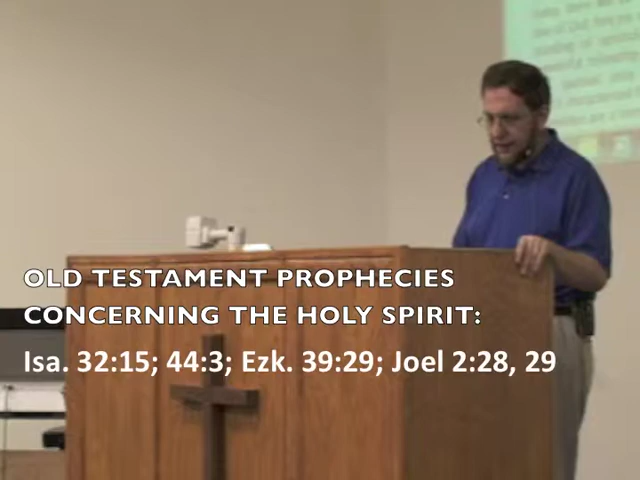 OLD TESTAMENT PROPHECIES
CONCERNING THE HOLY SPIRIT:
Isa. 32:15; 44:3; Ezk. 39:29; Joel 2:28, 29